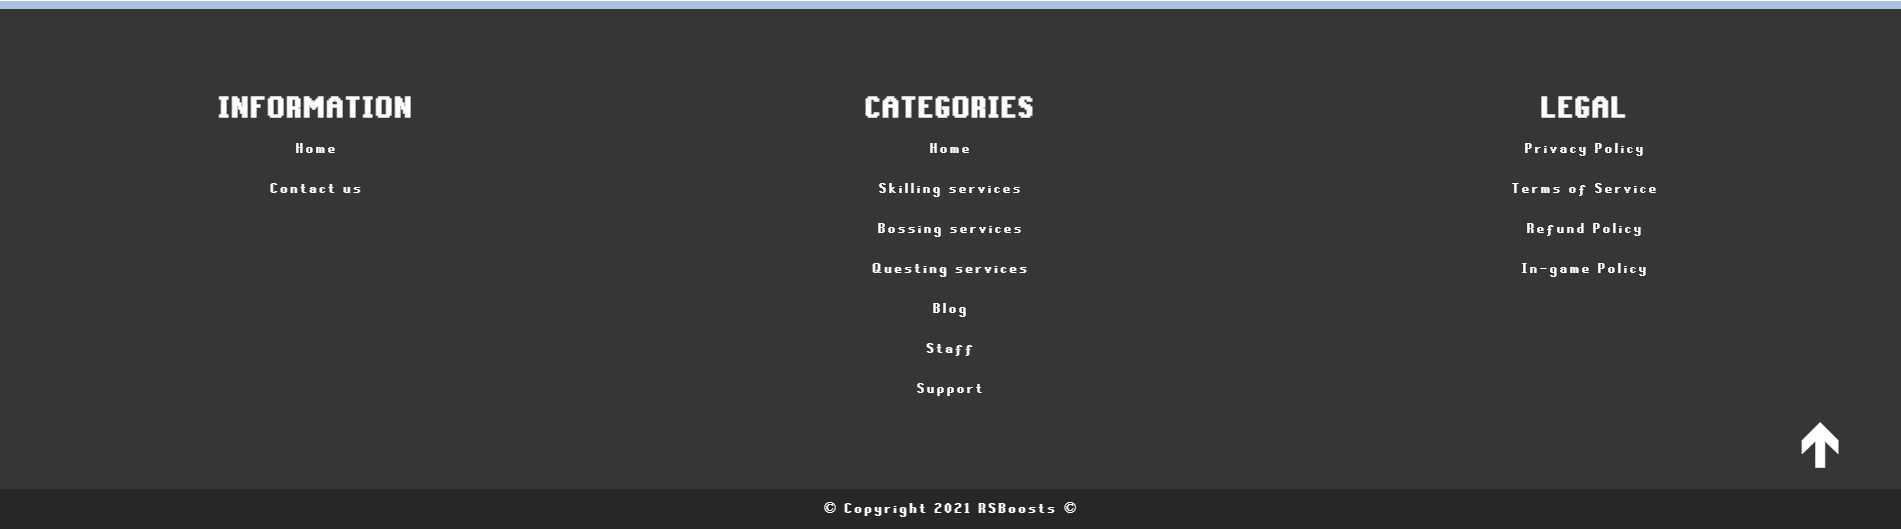 INFORMATION
Home
Contact us
CATEGORIES
Home
Skilling services
Bossing services
Questing services
Blog
Staff
Support
LEGAL
Privacy Policy
Terms of Service
Refund Policy
In-game Policy
© Copyright 2021 RSBoosts ©